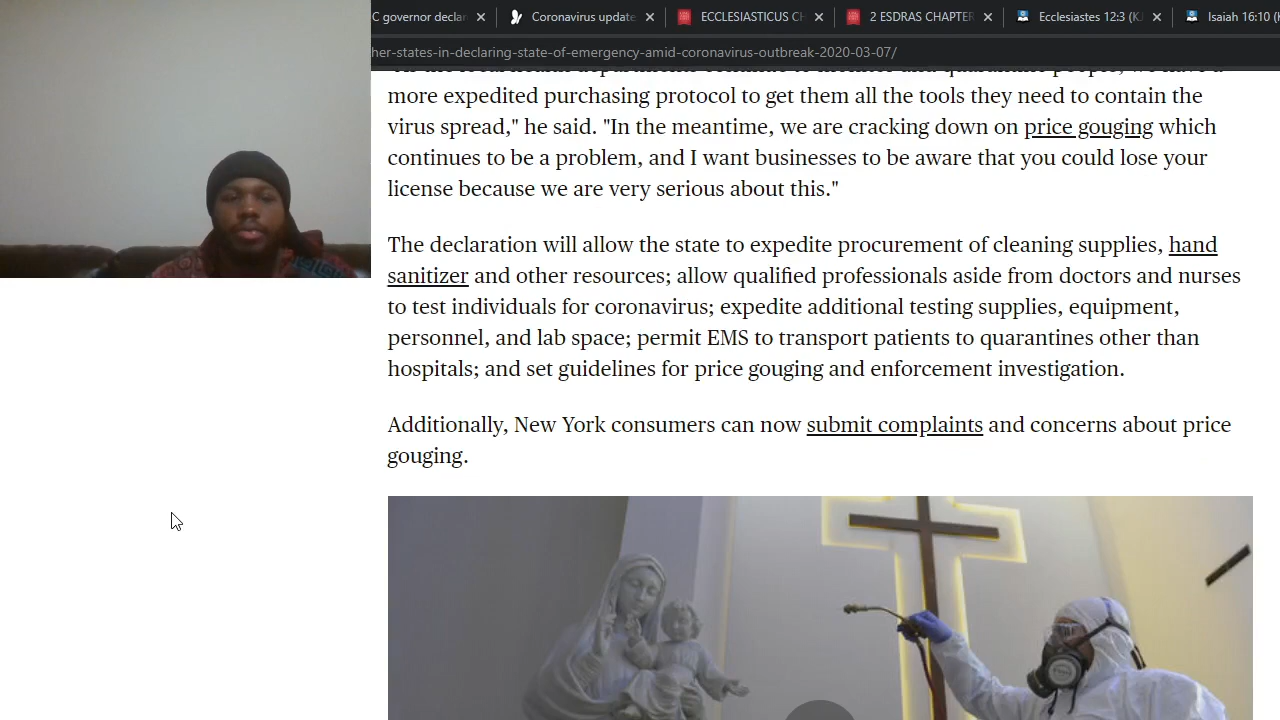 C governor declar
Coronavirus update
ECCLESIASTICUS CH
2 ESDRAS CHAPTER
Ecclesiastes 12:3 (KJ
Isaiah 16:10 (K
her-states-in-declaring-state-of-emergency-amid-coronavirus-outbreak-2020-03-07/
more expedited purchasing protocol to get them all the tools they need to contain the
virus spread," he said. "In the meantime, we are cracking down on price gouging which
continues to be a problem, and I want businesses to be aware that you could lose your
license because we are very serious about this."
The declaration will allow the state to expedite procurement of cleaning supplies, hand
sanitizer and other resources; allow qualified professionals aside from doctors and nurses
to test individuals for coronavirus; expedite additional testing supplies, equipment,
personnel, and lab space; permit EMS to transport patients to quarantines other than
hospitals; and set guidelines for price gouging and enforcement investigation.
Additionally, New York consumers can now submit complaints and concerns about price
gouging.